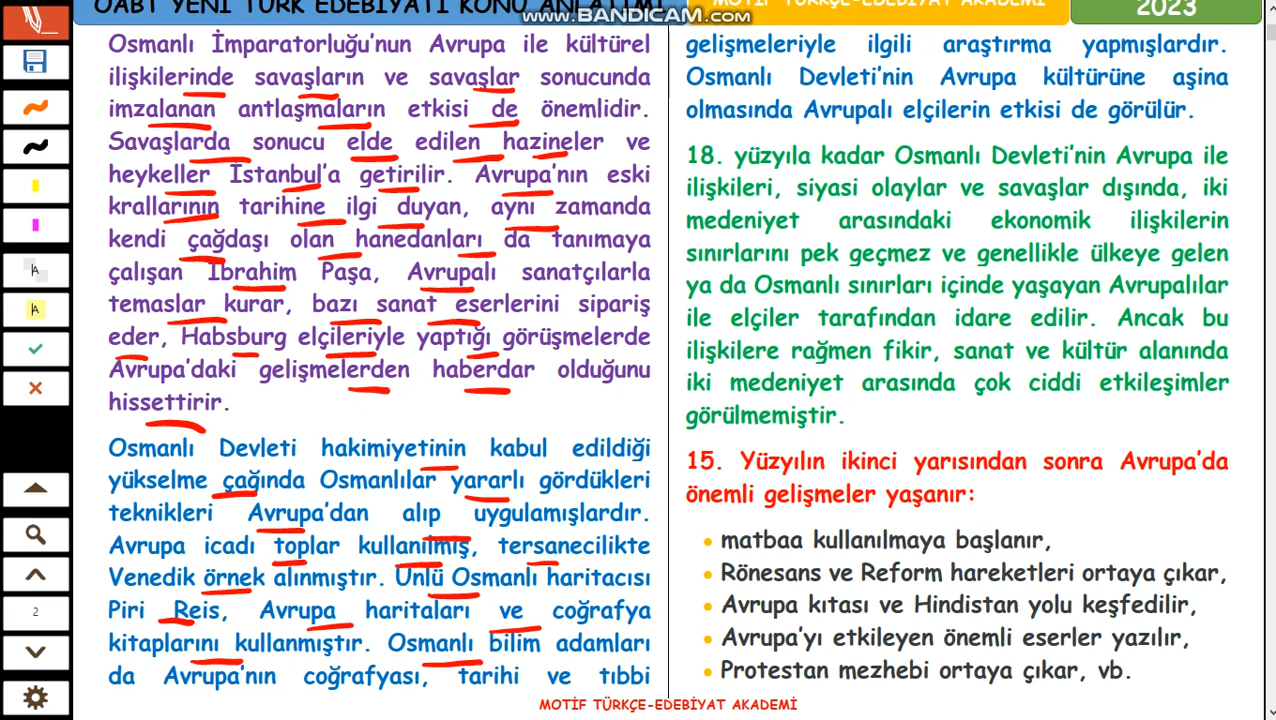 ÖABT YENİ TÜRK EDEBİYATI KONU ANLATIMI
www.BANDICAM.com
MOTİF TÜRKÇE-EDEBİYAT AKADEMİ
2023
Osmanlı İmparatorluğu’nun Avrupa ile kültürel
ilişkilerinde savaşların ve savaşlar sonucunda
imzalanan antlaşmaların etkisi de önemlidir.
Savaşlarda sonucu elde edilen hazineler ve
heykeller İstanbul’a getirilir. Avrupa’nın eski
krallarının tarihine ilgi duyan, aynı zamanda
kendi çağdaşı olan hanedanları da tanımaya
çalışan İbrahim Paşa, Avrupalı sanatçılarla
temaslar kurar, bazı sanat eserlerini sipariş
eder, Habsburg elçileriyle yaptığı görüşmelerde
Avrupa’daki gelişmelerden haberdar olduğunu
hissettirir.
Osmanlı Devleti hakimiyetinin kabul edildiği
yükselme çağında Osmanlılar yararlı gördükleri
teknikleri Avrupa’dan alıp uygulamışlardır.
Avrupa icadı toplar kullanılmış, tersanecilikte
Venedik örnek alınmıştır. Ünlü Osmanlı haritacısı
Piri Reis, Avrupa haritaları ve coğrafya
kitaplarını kullanmıştır. Osmanlı bilim adamları
da Avrupa’nın coğrafyası, tarihi ve tıbbi
gelişmeleriyle ilgili araştırma yapmışlardır.
Osmanlı Devleti’nin Avrupa kültürüne aşina
olmasında Avrupalı elçilerin etkisi de görülür.
18. yüzyıla kadar Osmanlı Devleti’nin Avrupa ile
ilişkileri, siyasi olaylar ve savaşlar dışında, iki
medeniyet arasındaki ekonomik ilişkilerin
sınırlarını pek geçmez ve genellikle ülkeye gelen
ya da Osmanlı sınırları içinde yaşayan Avrupalılar
ile elçiler tarafından idare edilir. Ancak bu
ilişkilere rağmen fikir, sanat ve kültür alanında
iki medeniyet arasında çok ciddi etkileşimler
görülmemiştir.
15. Yüzyılın ikinci yarısından sonra Avrupa’da
önemli gelişmeler yaşanır:
• matbaa kullanılmaya başlanır,
• Rönesans ve Reform hareketleri ortaya çıkar,
• Avrupa kıtası ve Hindistan yolu keşfedilir,
• Avrupa’yı etkileyen önemli eserler yazılır,
• Protestan mezhebi ortaya çıkar, vb.
MOTİF TÜRKÇE-EDEBİYAT AKADEMİ
A
A
2